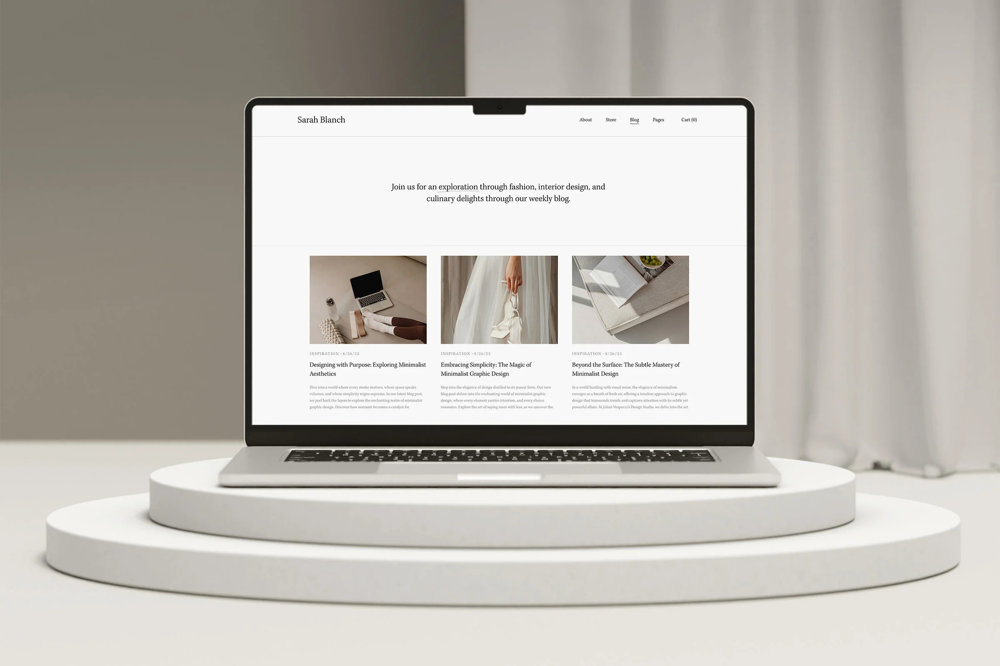 Sarah Blanch
About Store Blog Pages Cart (0)
Join us for an exploration through fashion, interior design, and
culinary delights through our weekly blog.
INSPIRATION - 8/26/23
Designing with Purpose: Exploring Minimalist
Aesthetics
Dive into a world where every stroke matters, where space speaks
volumes, and where simplicity reigns supreme. In our latest blog post,
we peel back the layers to explore the enchanting realm of minimalist
graphic design. Discover how restraint becomes a catalyst for
INSPIRATION - 8/26/23
Embracing Simplicity: The Magic of
Minimalist Graphic Design
Step into the elegance of design distilled to its purest form. Our new
blog post delves into the enchanting world of minimalist graphic
design, where every element carries intention, and every choice
resonates. Explore the art of saying more with less, as we uncover the
INSPIRATION - 8/26/23
Beyond the Surface: The Subtle Mastery of
Minimalist Design
In a world bustling with visual noise, the elegance of minimalism
emerges as a breath of fresh air, offering a timeless approach to graphic
design that transcends trends and captures attention with its subtle yet
powerful allure. At Julian Vespucci's Design Studio, we delve into the art